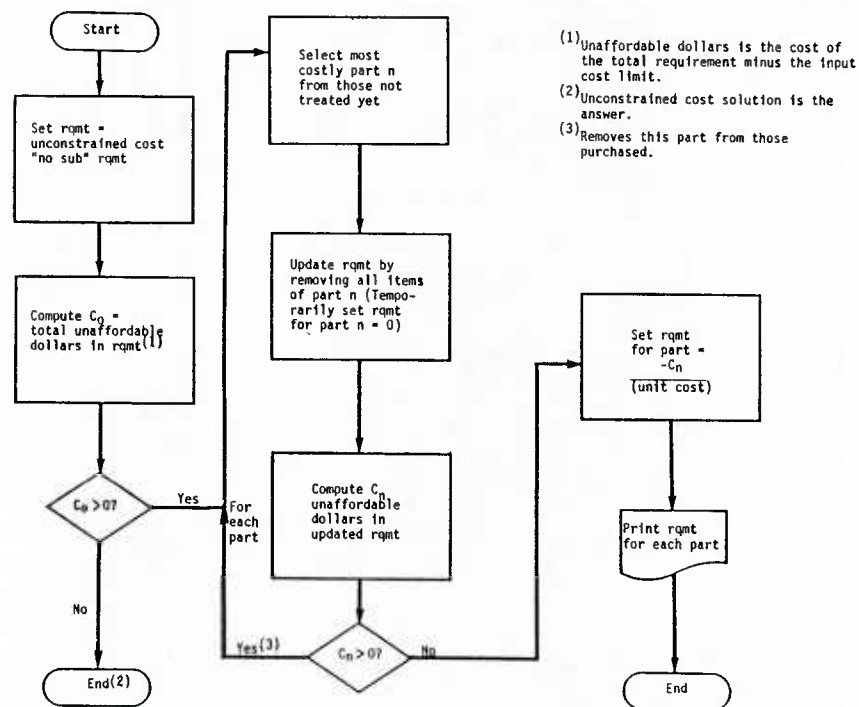 Start
Set rqmt =
unconstrained cost
"no sub" rqmt
Compute C0 =
total unaffordable
dollars in rqmt(1)
C0 >0?
Yes
No
End(2)
For
each
part
Select most
costly part n
from those not
treated yet
Update rqmt by
removing all items
of part n (Tempo-
rarily set rqmt
for part n = 0)
Compute Cn
unaffordable
dollars in
updated rqmt
Cn >0?
Yes(3)
No
Set rqmt
for part =
-Cn
(unit cost)
Print rqmt
for each part
End
(1)Unaffordable dollars is the cost of
the total requirement minus the input
cost limit.
(2)Unconstrained cost solution is the
answer.
(3)Removes this part from those
purchased.